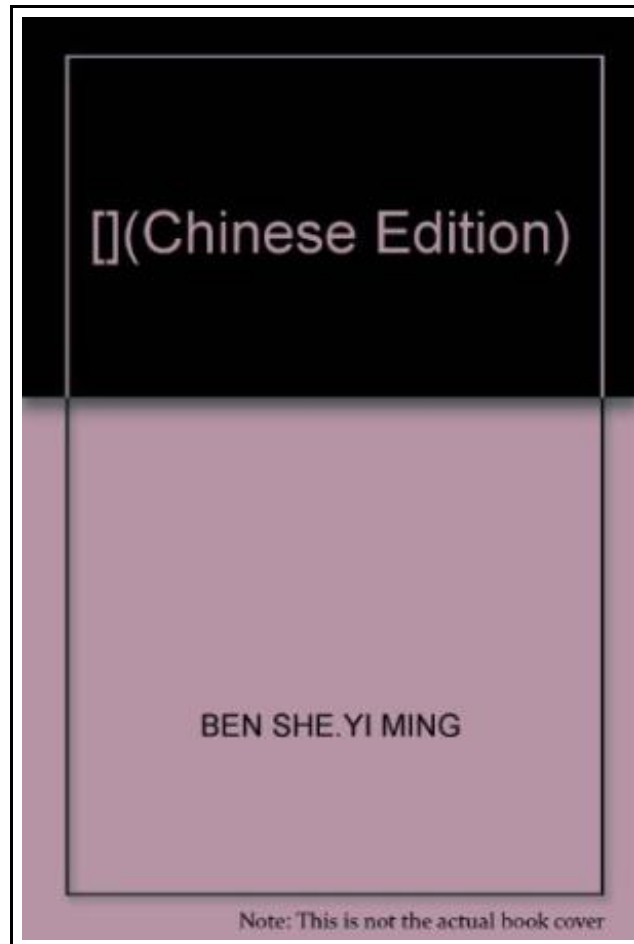 [](Chinese Edition)
BEN SHE.YI MING
Note: This is not the actual book cover